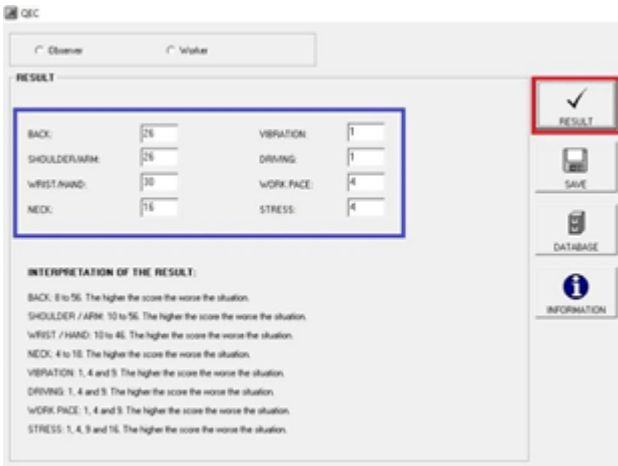 QEC
Observer Worker
RESULT
BACK: 26 VIBRATION: 1
SHOULDER/ARM: 26 DRIVING: 1
WRIST/HAND: 30 WORK PACE: 4
NECK: 16 STRESS: 4
RESULT
SAVE
DATABASE
INFORMATION
INTERPRETATION OF THE RESULT:
BACK: 8 to 56. The higher the score the worse the situation.
SHOULDER / ARM: 10 to 56. The higher the score the worse the situation.
WRIST / HAND: 10 to 46. The higher the score the worse the situation.
NECK: 4 to 18. The higher the score the worse the situation.
VIBRATION: 1, 4 and 9. The higher the score the worse the situation.
DRIVING: 1, 4 and 9. The higher the score the worse the situation.
WORK PACE: 1, 4 and 9. The higher the score the worse the situation.
STRESS: 1, 4, 9 and 16. The higher the score the worse the situation.